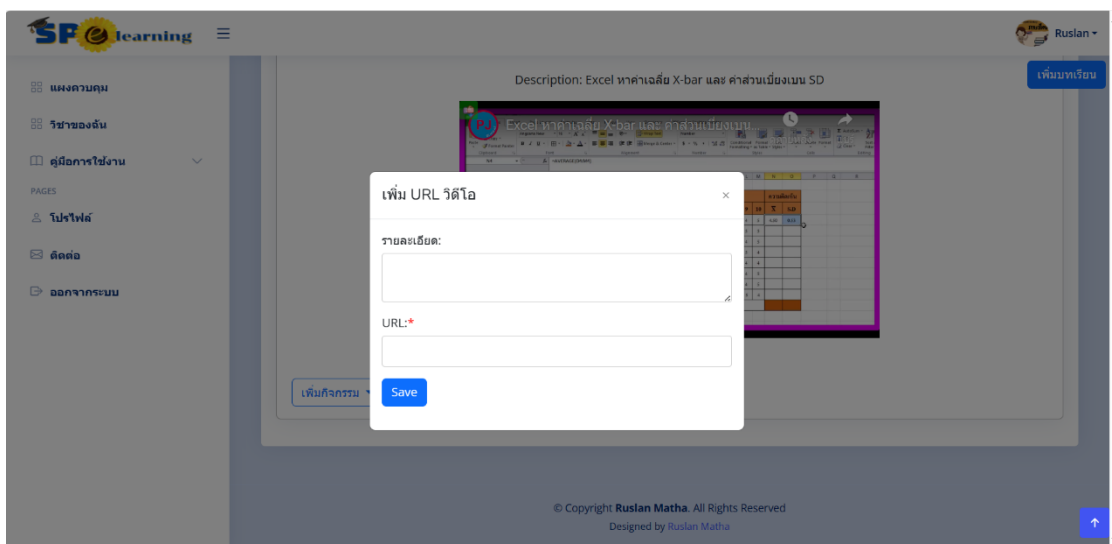 SP e learning
Ruslan
แผงควบคุม
วิชาของฉัน
คู่มือการใช้งาน
PAGES
โปรไฟล์
ติดต่อ
ออกจากระบบ
เพิ่มบทเรียน
Description: Excel หาค่าเฉลี่ย X-bar และ ค่าส่วนเบี่ยงเบน SD
PJ Excel หาค่าเฉลี่ย X-bar และ ค่าส่วนเบี่ยงเบน...
เพิ่ม URL วิดีโอ
×
รายละเอียด:
URL:*
Save
เพิ่มกิจกรรม
© Copyright Ruslan Matha. All Rights Reserved
Designed by Ruslan Matha